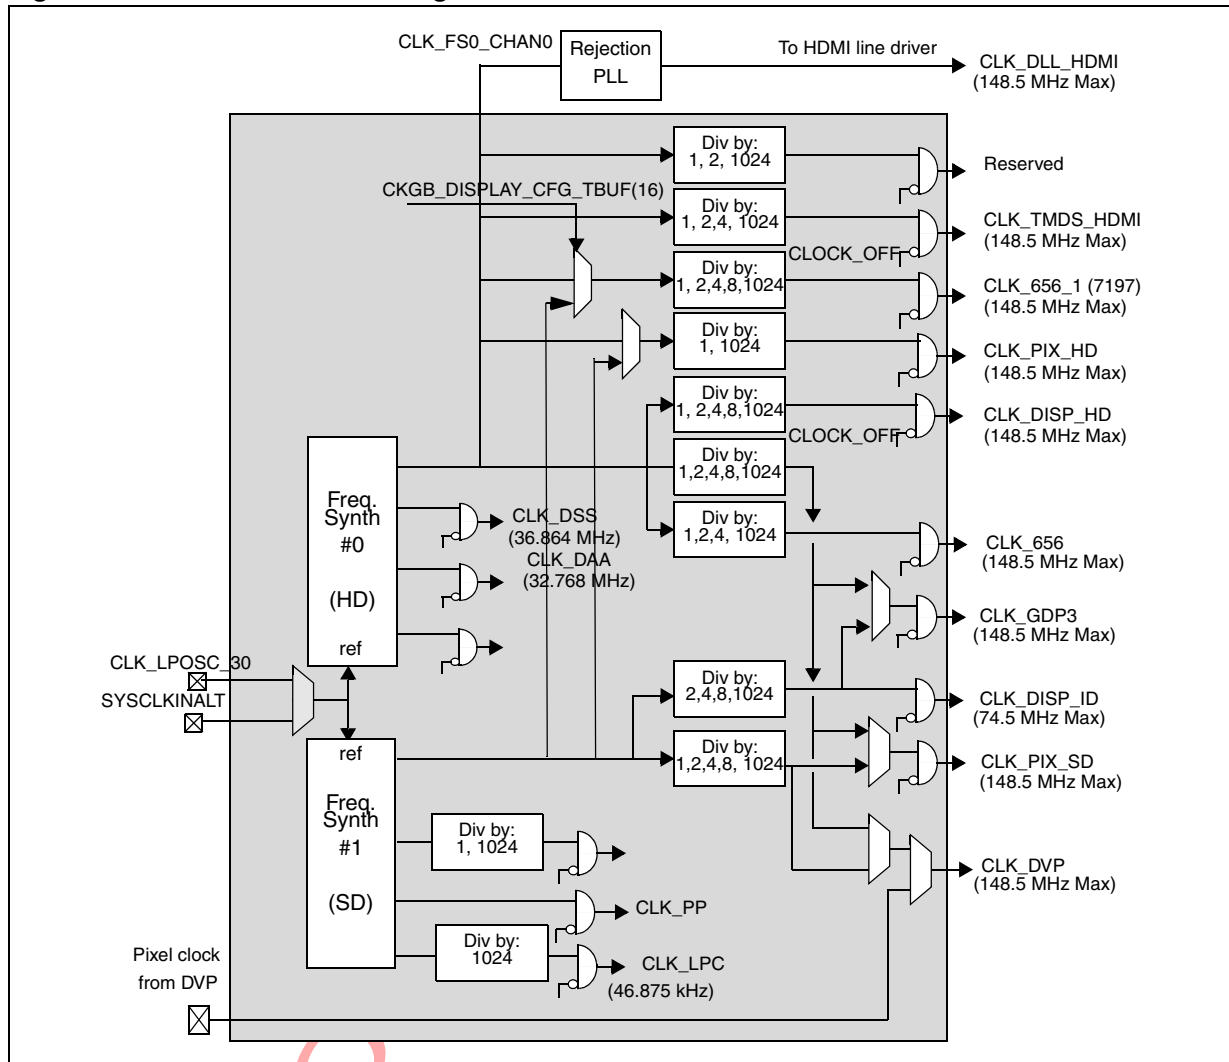 CLK_FS0_CHAN0
Rejection
PLL
To HDMI line driver
CLK_DLL_HDMI
(148.5 MHz Max)
Div by:
1, 2, 1024
Reserved
CKGB_DISPLAY_CFG_TBUF(16)
Div by:
1, 2,4, 1024
CLK_TMDS_HDMI
(148.5 MHz Max)
CLOCK_OFF
Div by:
1, 2,4,8,1024
CLK_656_1 (7197)
(148.5 MHz Max)
Div by:
1, 1024
CLK_PIX_HD
(148.5 MHz Max)
Div by:
1, 2,4,8,1024
CLK_DISP_HD
(148.5 MHz Max)
CLOCK_OFF
Div by:
1,2,4,8,1024
Freq.
Synth
#0
(HD)
ref
CLK_DSS
(36.864 MHz)
CLK_DAA
(32.768 MHz)
Div by:
1,2,4, 1024
CLK_656
(148.5 MHz Max)
CLK_GDP3
(148.5 MHz Max)
CLK_LPOSC_30
SYSCLKINALT
Div by:
2,4,8,1024
CLK_DISP_ID
(74.5 MHz Max)
ref
Freq.
Synth
#1
(SD)
Div by:
1,2,4,8, 1024
CLK_PIX_SD
(148.5 MHz Max)
Div by:
1, 1024
CLK_DVP
(148.5 MHz Max)
CLK_PP
Div by:
1024
CLK_LPC
(46.875 kHz)
Pixel clock
from DVP